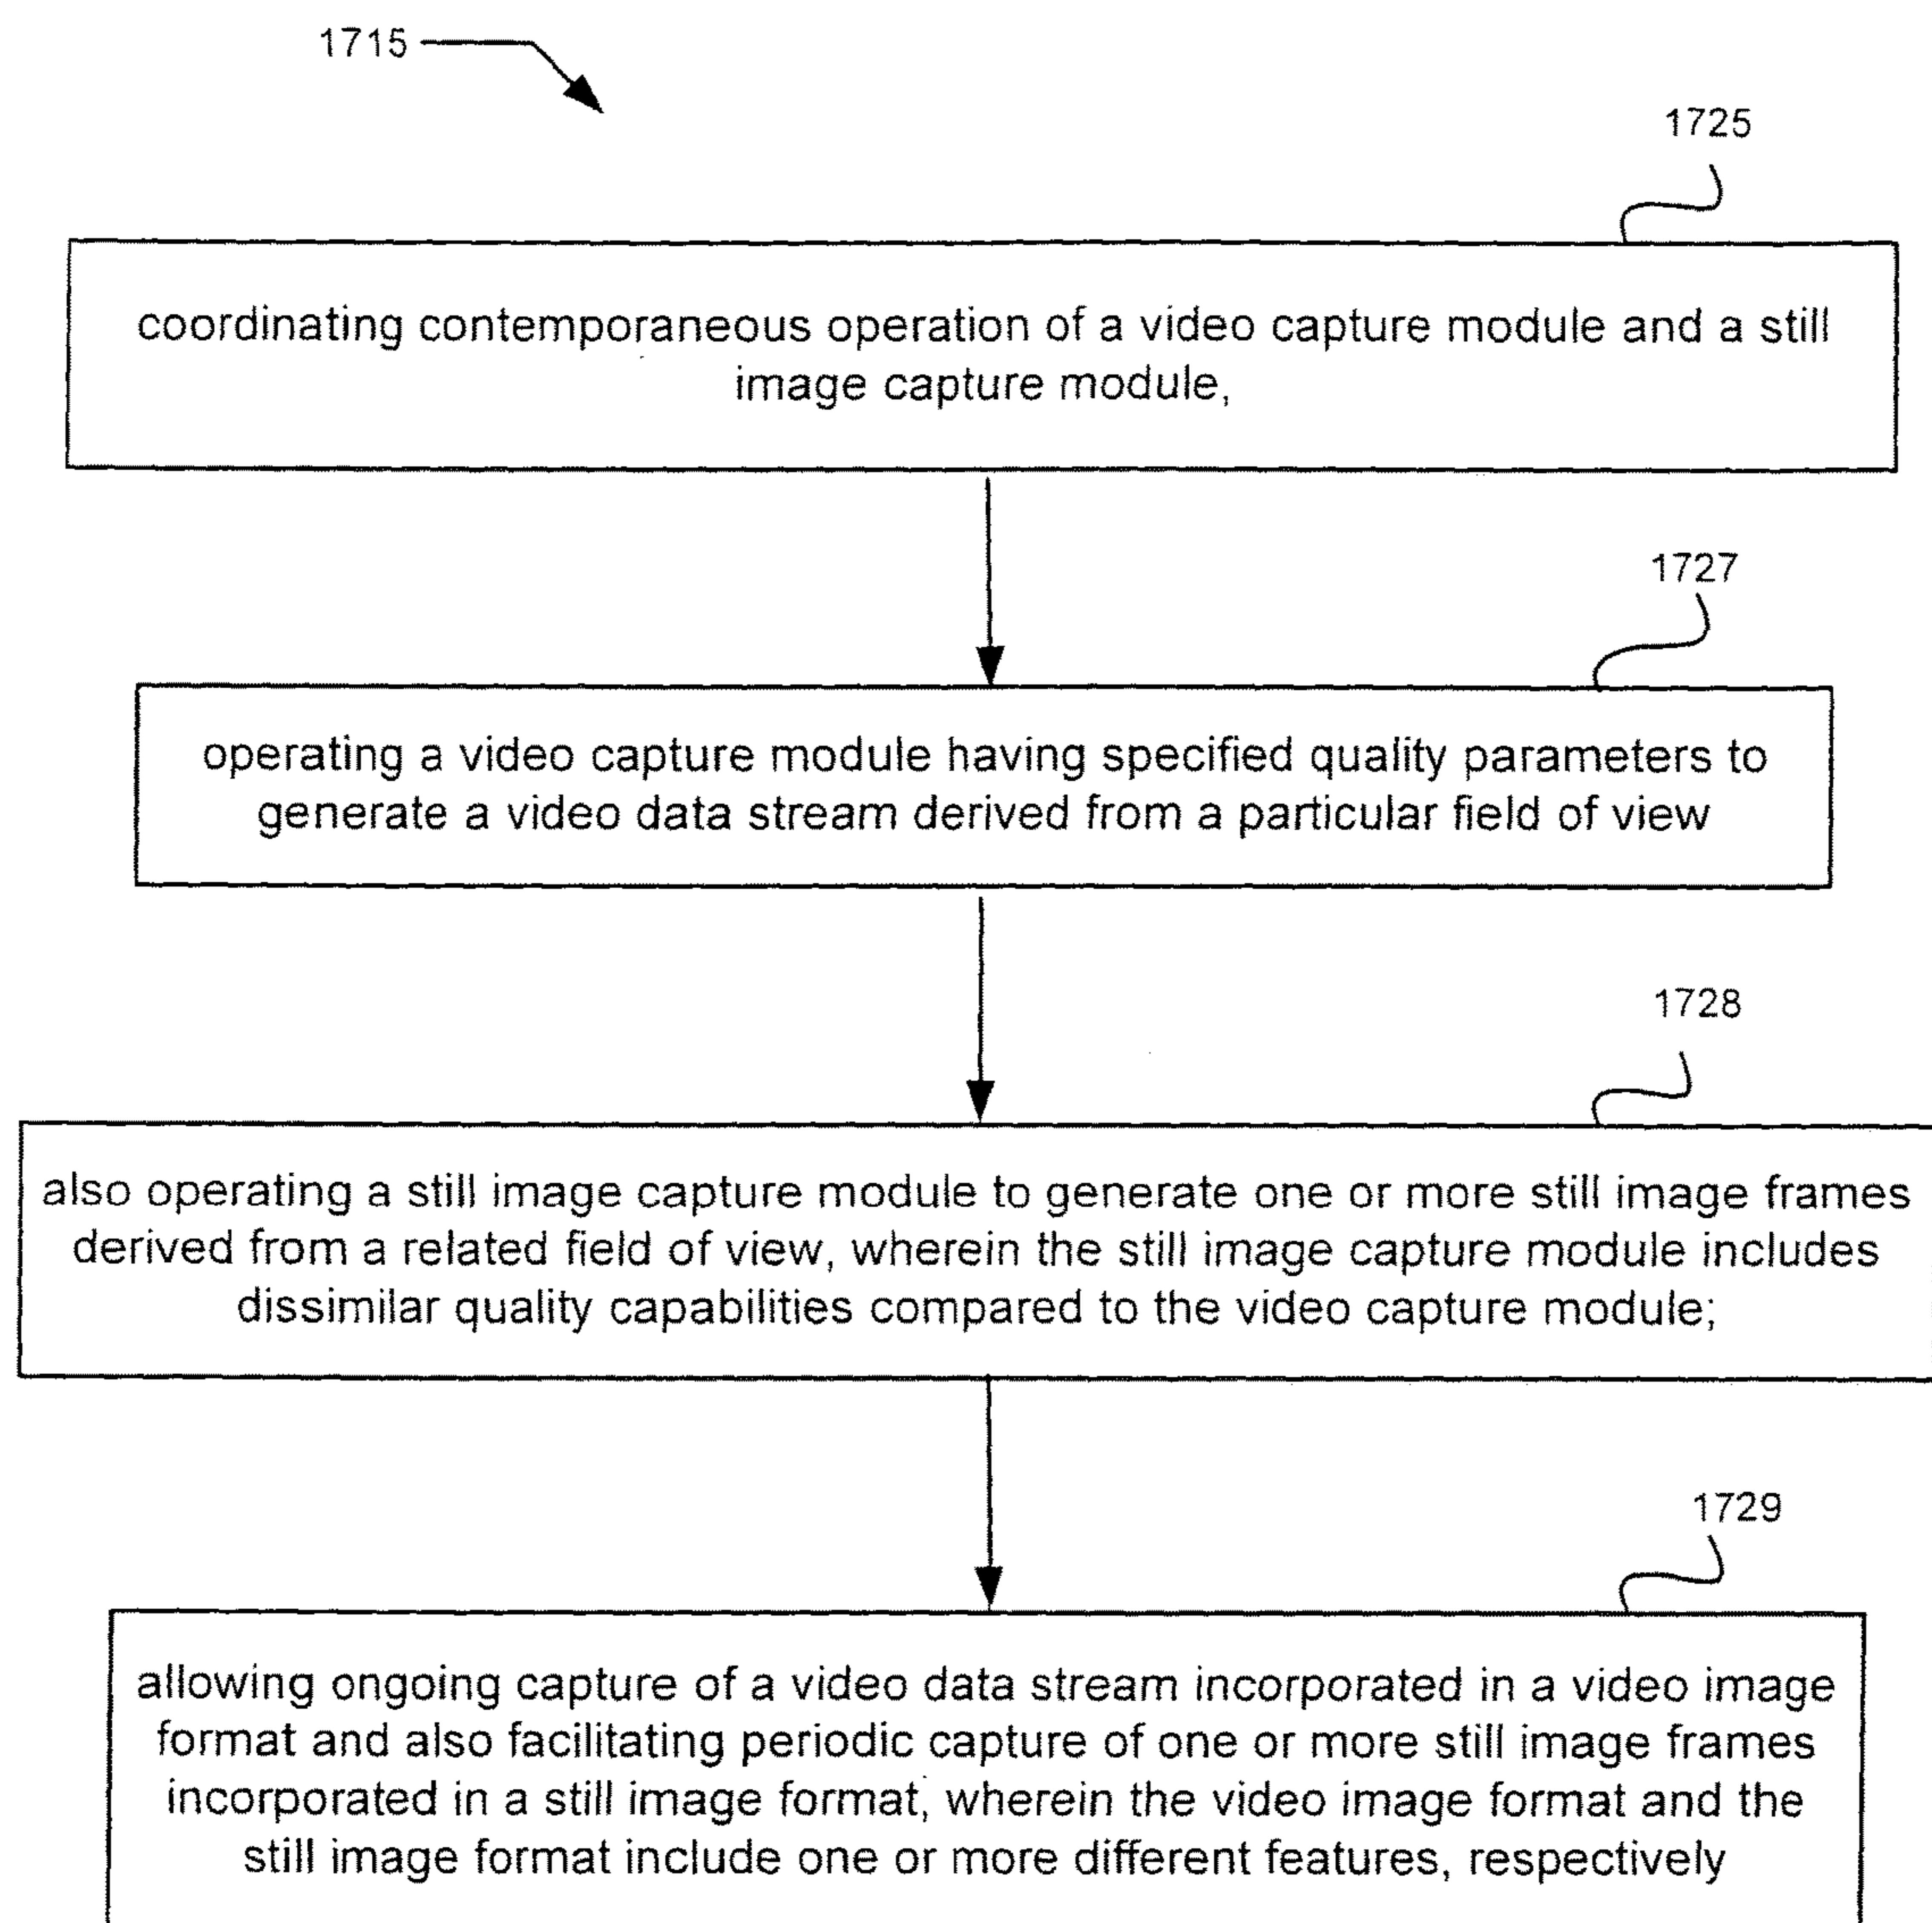 1715
1725
coordinating contemporaneous operation of a video capture module and a still
image capture module,
1727
operating a video capture module having specified quality parameters to
generate a video data stream derived from a particular field of view
1728
also operating a still image capture module to generate one or more still image frames
derived from a related field of view, wherein the still image capture module includes
dissimilar quality capabilities compared to the video capture module;
1729
allowing ongoing capture of a video data stream incorporated in a video image
format and also facilitating periodic capture of one or more still image frames
incorporated in a still image format, wherein the video image format and the
still image format include one or more different features, respectively